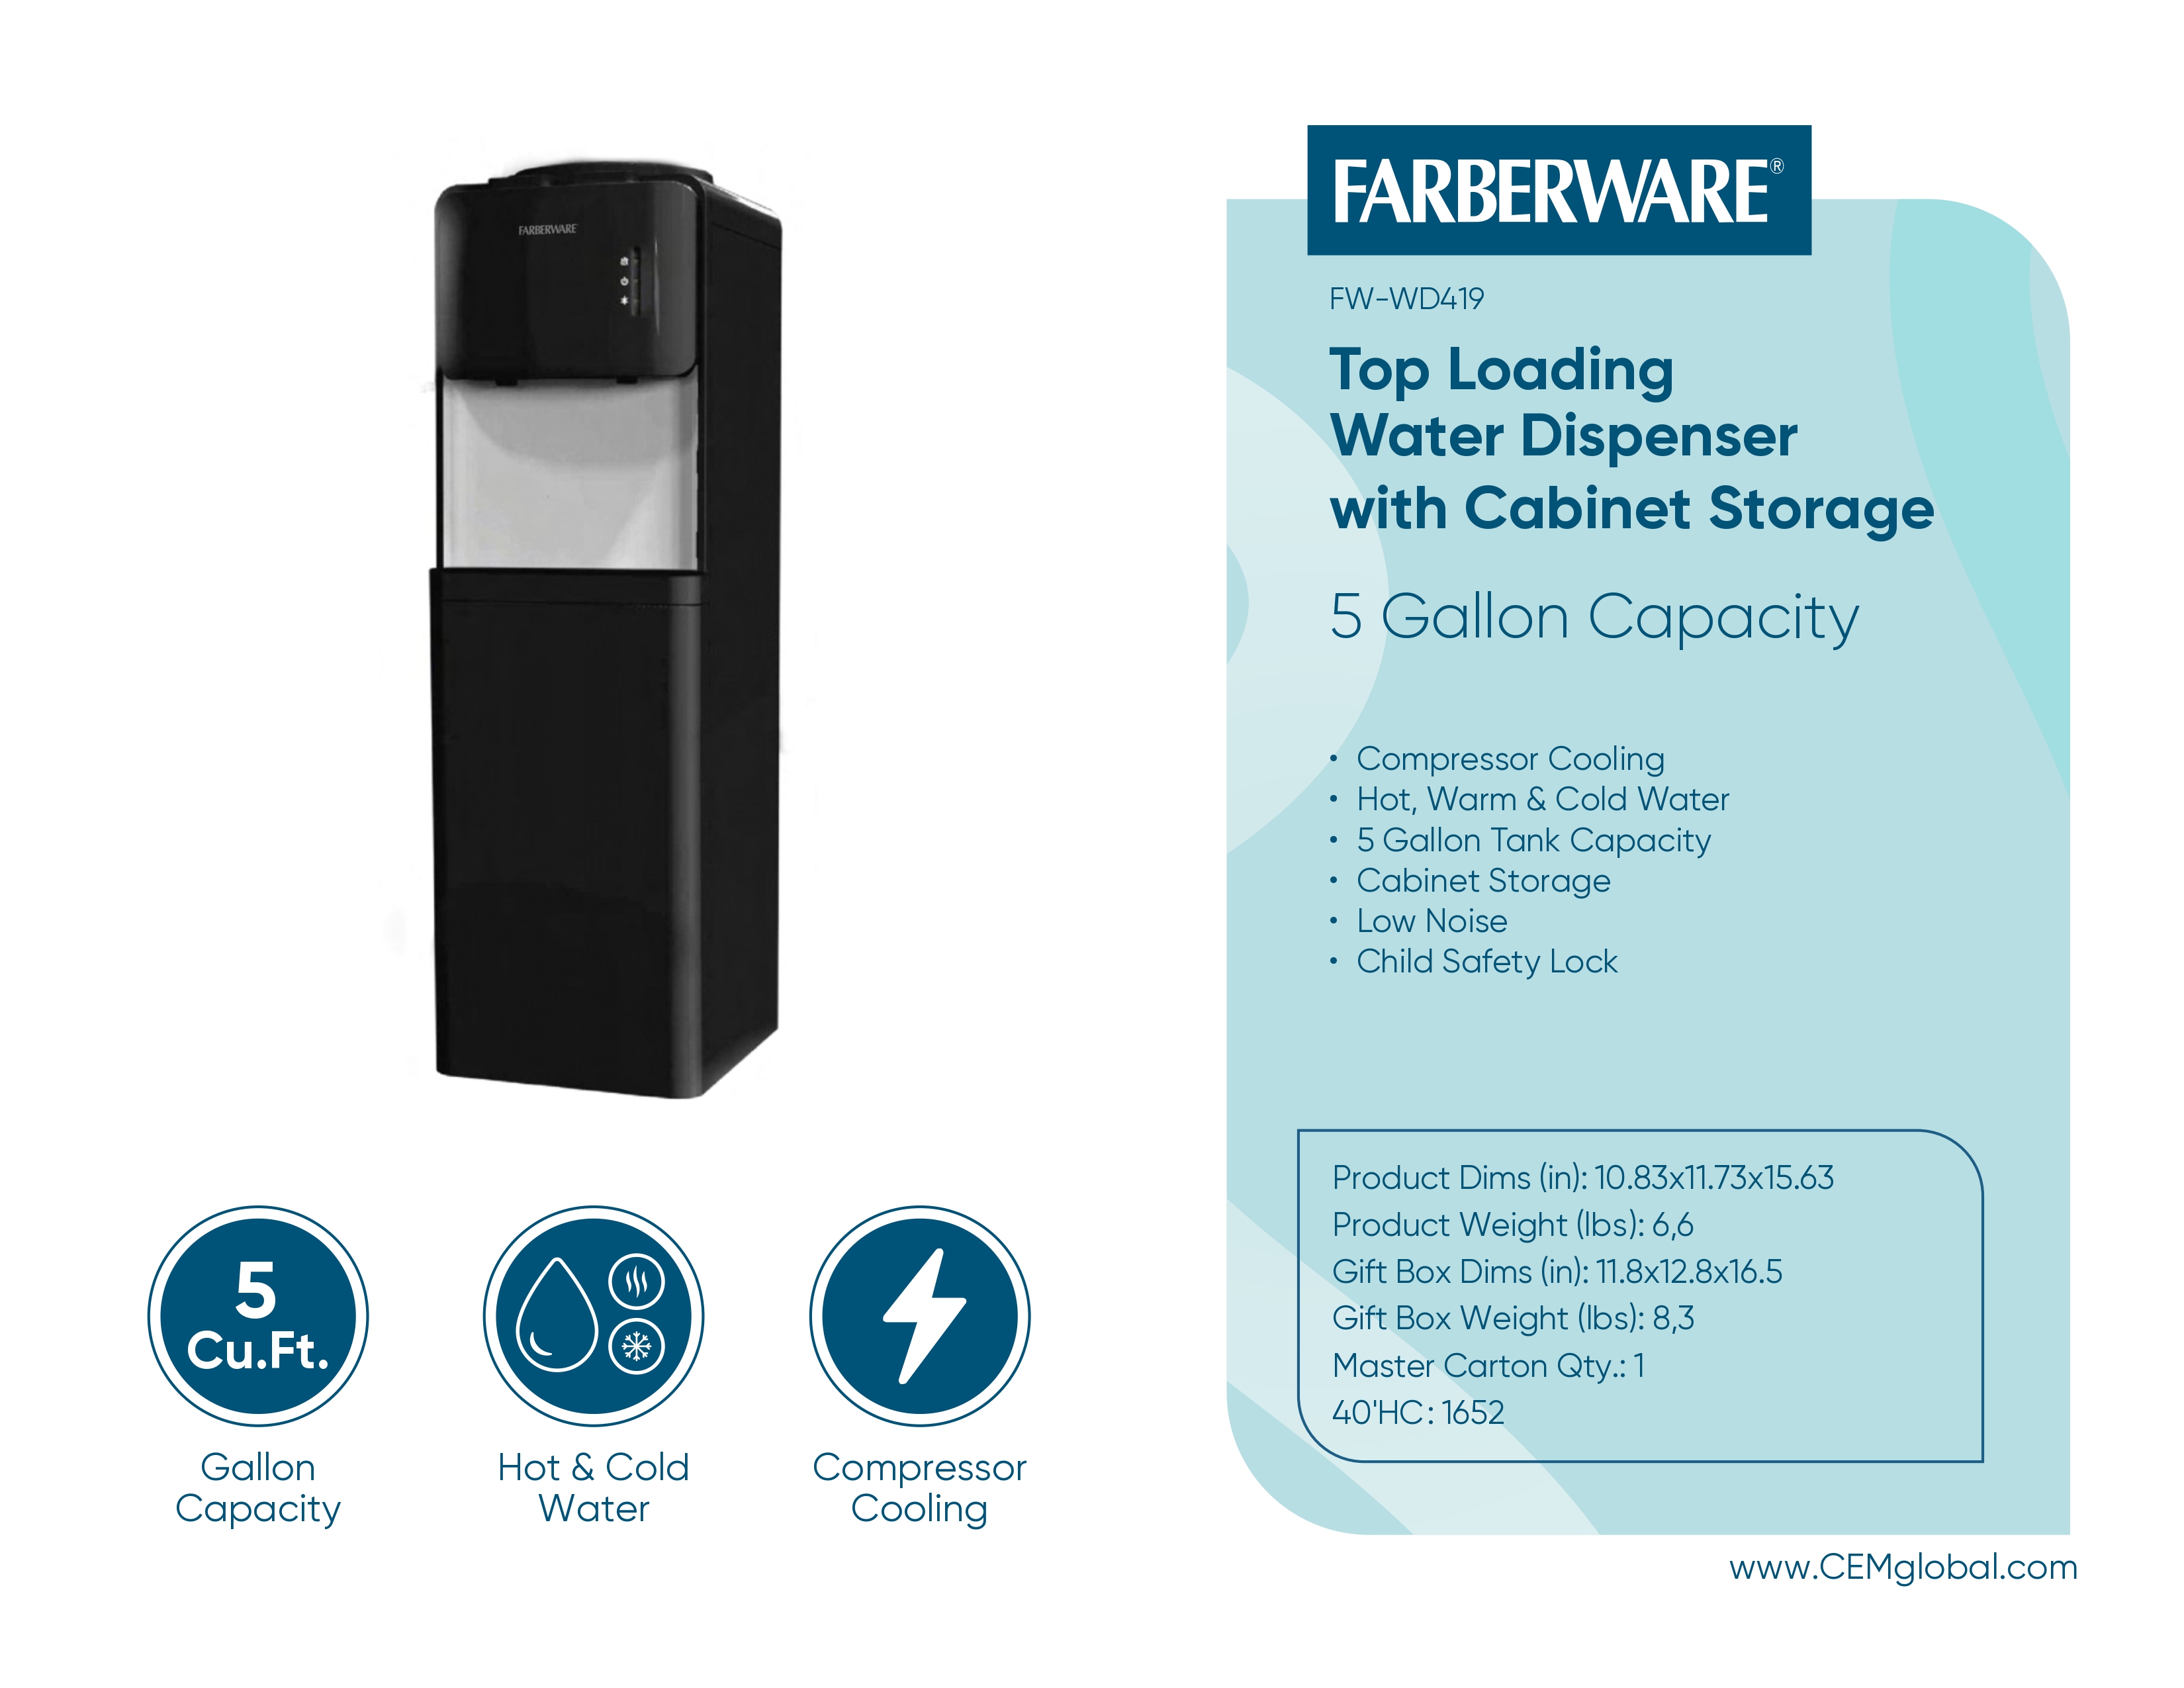 FARBERWARE
FARBERWARE®
FW-WD419
Top Loading
Water Dispenser
with Cabinet Storage
5 Gallon Capacity
• Compressor Cooling
• Hot, Warm & Cold Water
• 5 Gallon Tank Capacity
• Cabinet Storage
• Low Noise
• Child Safety Lock
Product Dims (in): 10.83x11.73x15.63
Product Weight (lbs): 6,6
Gift Box Dims (in): 11.8x12.8x16.5
Gift Box Weight (lbs): 8,3
Master Carton Qty.: 1
40'HC: 1652
5
Cu.Ft.
Gallon
Capacity
Hot & Cold
Water
Compressor
Cooling
www.CEMglobal.com